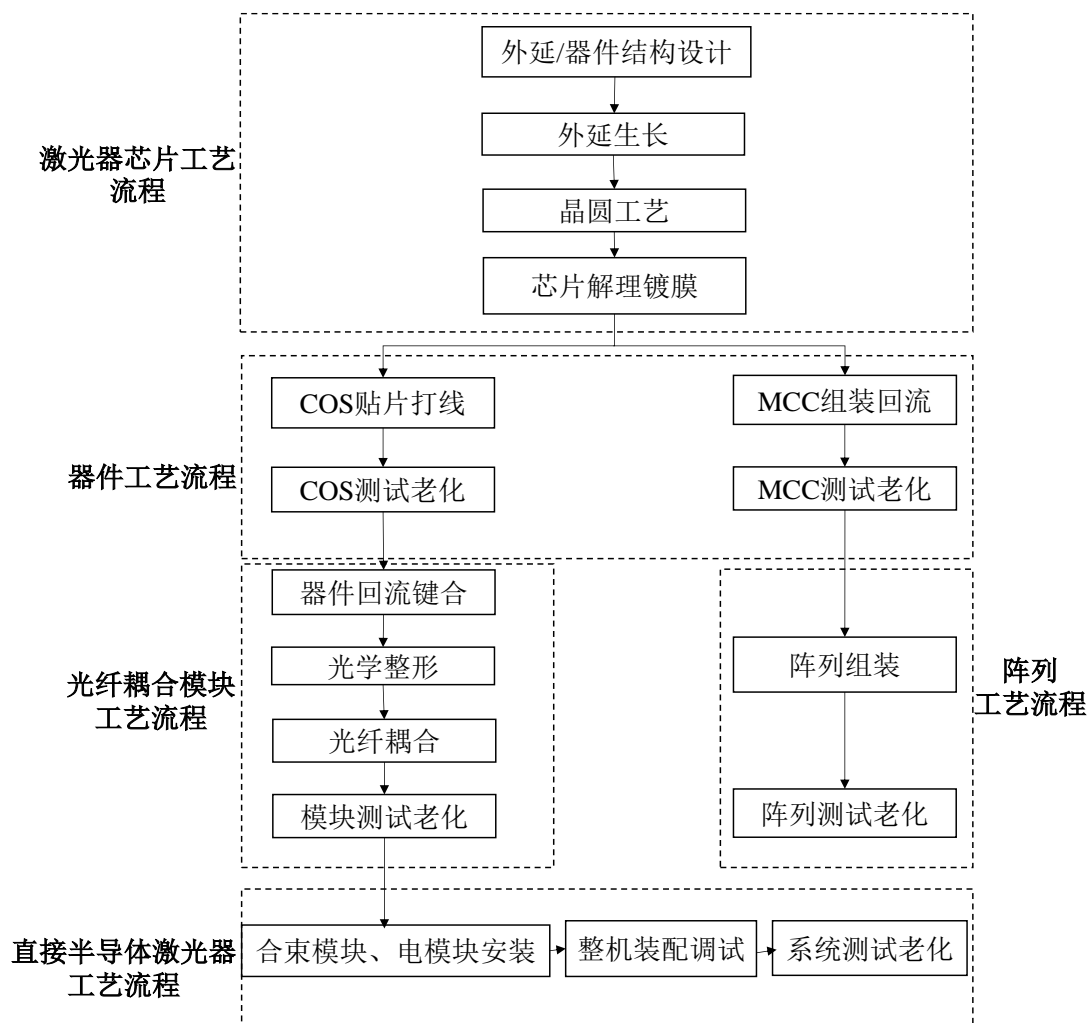 外延/器件结构设计
外延生长
激光器芯片工艺
流程
晶圆工艺
芯片解理镀膜
COS贴片打线
MCC组装回流
器件工艺流程
COS测试老化
MCC测试老化
器件回流键合
光学整形
阵列组装
光纤耦合模块
工艺流程
阵列
工艺流程
光纤耦合
模块测试老化
阵列测试老化
直接半导体激光器
工艺流程
合束模块、电模块安装
整机装配调试
系统测试老化